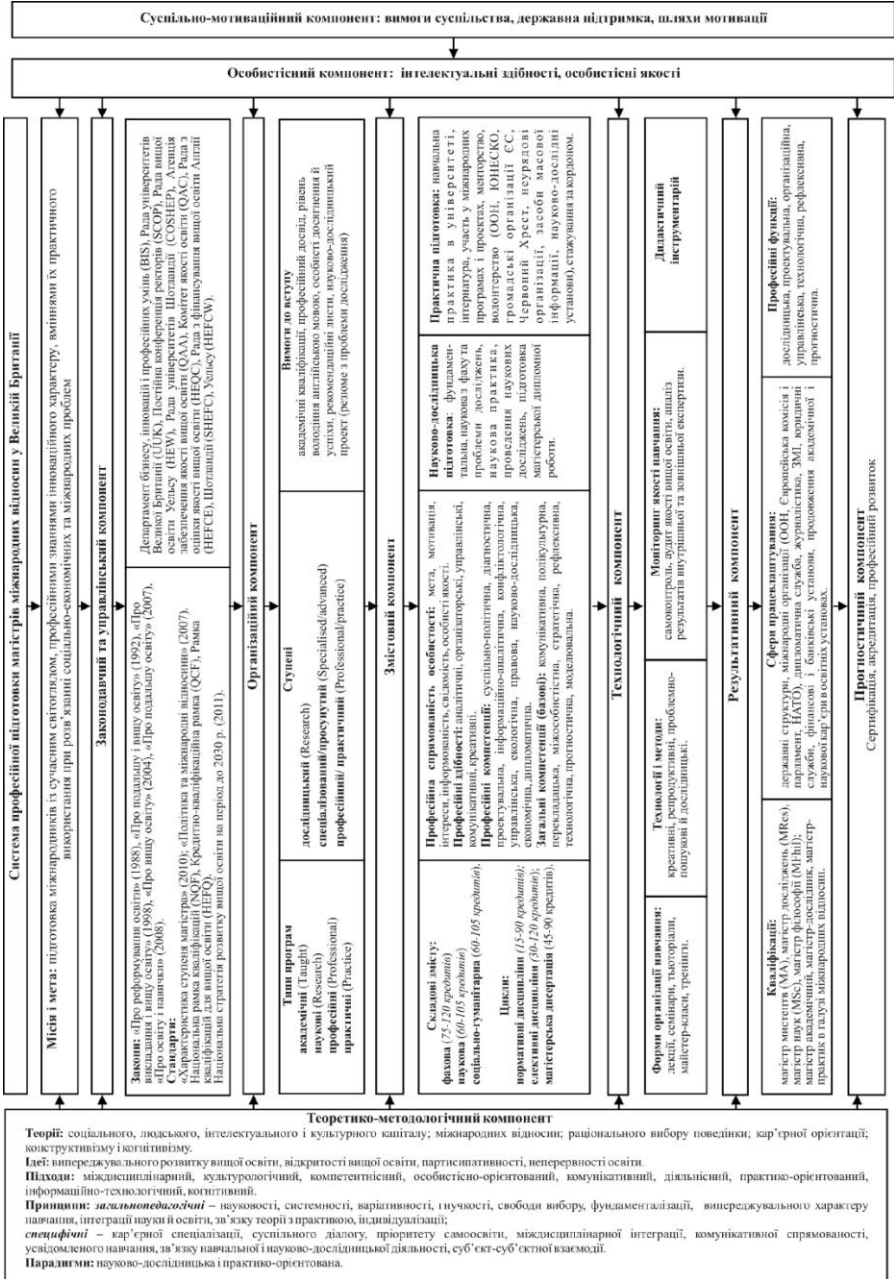 Суспільно-мотиваційний компонент: вимоги суспільства, державна підтримка, шляхи мотивації
Особистісний компонент: інтелектуальні здібності, особистісні якості
Система професійної підготовки магістрів міжнародних відносин у Великій Британії
Місія і мета: підготовка міжнародників із сучасним світоглядом, професійними знаннями інноваційного характеру, вміннями їх практичного
використання при розв’язанні соціально-економічних та міжнародних проблем
Законодавчий та управлінський компонент
Закони: «Про реформування освіти» (1988), «Про подальшу і вищу освіту» (1992), «Про
викладання і вищу освіту» (1998), «Про вищу освіту» (2004), «Про подальшу освіту» (2007),
«Про освіту і навички» (2008).
Стандарти:
«Характеристика ступеня магістра» (2010); «Політика та міжнародні відносини» (2007).
Національна рамка кваліфікацій (NQF), Кредитно-кваліфікаційна рамка (QCF), Рамка
кваліфікацій для вищої освіти (HEFQ).
Національна стратегія розвитку вищої освіти на період до 2030 р. (2011).
Департамент бізнесу, інновацій і професійних умінь (BIS), Рада університетів
Великої Британії (UUK), Постійна конференція ректорів (SCOP), Рада вищої
освіти Уельсу (HEW), Рада університетів Шотландії (COSHEP), Агенція
забезпечення якості вищої освіти (QAA), Комітет якості освіти (QAC), Рада з
оцінки якості вищої освіти (HEQC), Рада з фінансування вищої освіти Англії
(HEFCE), Шотландії (SHEFC), Уельсу (HEFCW).
Організаційний компонент
Типи програм
академічні (Taught)
наукові (Research)
професійні (Professional)
практичні (Practice)
Ступені
дослідницький (Research)
спеціалізований/просунутий (Specialised/advanced)
професійний/ практичний (Professional/practice)
Вимоги до вступу
академічні кваліфікації, професійний досвід, рівень
володіння англійською мовою, особисті досягнення й
успіхи, рекомендаційні листи, науково-дослідницький
проект (резюме з проблеми дослідження)
Змістовий компонент
Складові змісту:
фахова (75-120 кредитів)
наукова (60-105 кредитів)
соціально-гуманітарна (60-105 кредитів).
Цикли:
нормативні дисципліни (15-90 кредитів);
елективні дисципліни (30-120 кредитів);
магістерська дисертація (45-90 кредитів).
Професійна спрямованість особистості: мета, мотивація,
інтереси, інформованість, свідомість, особисті якості.
Професійні здібності: аналітичні, організаторські, управлінські,
комунікативні, креативні.
Професійні компетенції: суспільно-політична, діагностична,
проектувальна, інформаційно-аналітична, конфліктологічна,
управлінська, екологічна, правова, науково-дослідницька,
економічна, дипломатична.
Загальні компетенції (базові): комунікативна, полікультурна,
перекладацька, міжособистістна, стратегічна, рефлексивна,
технологічна, прогностична, моделювальна.
Науково-дослідницька
підготовка: фундамен-
тальна, наукова з фаху та
проблеми досліджень,
наукова практика,
проведення наукових
досліджень, підготовка
магістерської дипломної
роботи.
Практична підготовка: навчальна
практика в університеті,
інтернатура, участь у міжнародних
програмах і проектах, менторство,
волонтерство (ООН, ЮНЕСКО,
громадські організації ЄС,
Червоний Хрест, неурядові
організації, засоби масової
інформації, науково-дослідні
установи), стажування за кордоном.
Технологічний компонент
Форми організації навчання:
лекції, семінари, тьюторіали,
майстер-класи, тренінги.
Технології і методи:
креативні, репродуктивні, проблемно-
пошукові й дослідницькі.
Моніторинг якості навчання:
самоконтроль, аудит якості вищої освіти, аналіз
результатів внутрішньої та зовнішньої експертизи.
Дидактичний
інструментарій
Результативний компонент
Кваліфікації:
магістр мистецтв (MA), магістр досліджень (MRes),
магістр наук (MSc), магістр філософії (MPhil);
магістр академічний, магістр-дослідник, магістр-
практик в галузі міжнародних відносин.
Сфери працевлаштування:
державні структури, міжнародні організації (ООН, Європейська комісія і
парламент, НАТО), дипломатична служба, журналістика, ЗМІ, юридичні
служби, фінансові і банківські установи, продовження академічної і
наукової кар’єри в освітніх установах.
Професійні функції:
дослідницька, проектувальна, організаційна,
управлінська, технологічна, рефлексивна,
прогностична.
Прогностичний компонент
Сертифікація, акредитація, професійний розвиток
Теоретико-методологічний компонент
Теорії: соціального, людського, інтелектуального і культурного капіталу; міжнародних відносин; раціонального вибору поведінки; кар’єрної орієнтації;
конструктивізму і когнітивізму.
Ідеї: випереджувального розвитку вищої освіти, відкритості вищої освіти, партисипативності, неперервності освіти.
Підходи: міждисциплінарний, культурологічний, компетентнісний, особистісно-орієнтований, комунікативний, діяльнісний, практико-орієнтований,
інформаційно-технологічний, когнітивний.
Принципи: загальнопедагогічні – науковості, системності, варіативності, гнучкості, свободи вибору, фундаменталізації, випереджувального характеру
навчання, інтеграції науки й освіти, зв’язку теорії з практикою, індивідуалізації;
специфічні – кар’єрної спеціалізації, суспільного діалогу, пріоритету самоосвіти, міждисциплінарної інтеграції, комунікативної спрямованості,
усвідомленого навчання, зв’язку навчальної і науково-дослідницької діяльності, суб’єкт-суб’єктної взаємодії.
Парадигми: науково-дослідницька і практико-орієнтована.